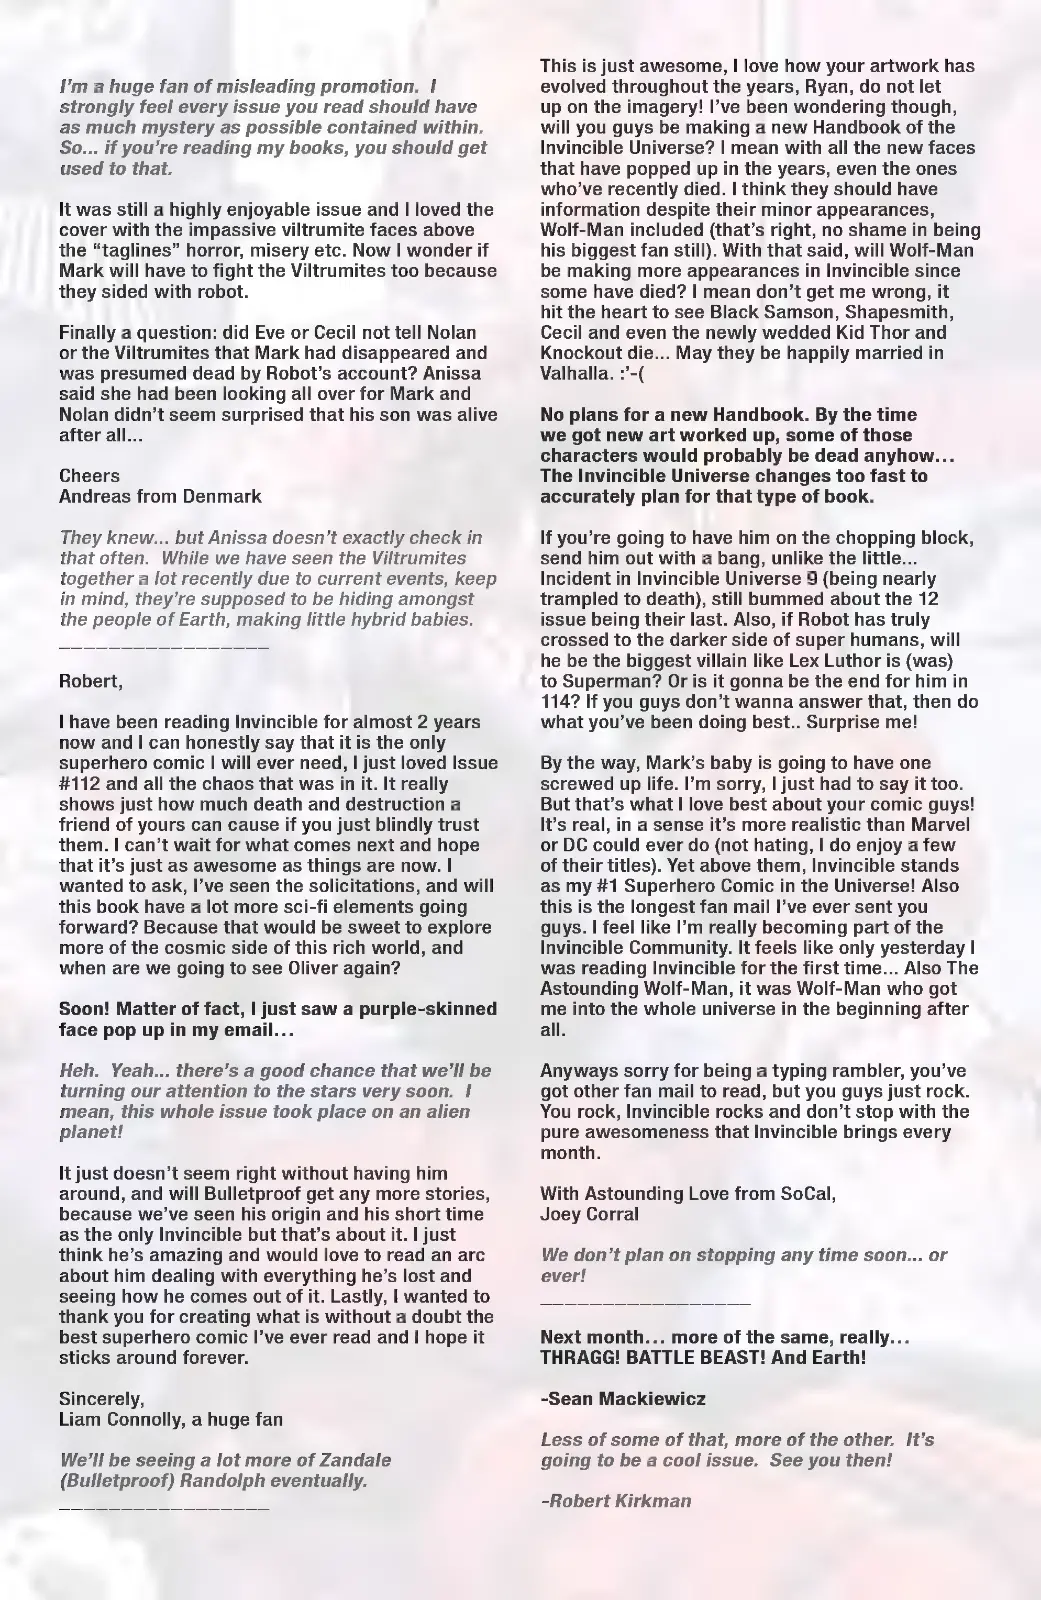 I'm a huge fan of misleading promotion.  I
strongly feel every issue you read should have
as much mystery as possible contained within.
So... if you're reading my books, you should get
used to that.
It was still a highly enjoyable issue and I loved the
cover with the impassive viltrumite faces above
the “taglines” horror, misery etc. Now I wonder if
Mark will have to fight the Viltrumites too because
they sided with robot.
Finally a question: did Eve or Cecil not tell Nolan
or the Viltrumites that Mark had disappeared and
was presumed dead by Robot's account? Anissa
said she had been looking all over for Mark and
Nolan didn't seem surprised that his son was alive
after all...
Cheers
Andreas from Denmark
They knew... but Anissa doesn't exactly check in
that often.  While we have seen the Viltrumites
together a lot recently due to current events, keep
in mind, they're supposed to be hiding amongst
the people of Earth, making little hybrid babies.
__________________
Robert,
I have been reading Invincible for almost 2 years
now and I can honestly say that it is the only
superhero comic I will ever need, I just loved Issue
#112 and all the chaos that was in it. It really
shows just how much death and destruction a
friend of yours can cause if you just blindly trust
them. I can't wait for what comes next and hope
that it's just as awesome as things are now. I
wanted to ask, I've seen the solicitations, and will
this book have a lot more sci-fi elements going
forward? Because that would be sweet to explore
more of the cosmic side of this rich world, and
when are we going to see Oliver again?
Soon! Matter of fact, I just saw a purple-skinned
face pop up in my email...
Heh.  Yeah... there's a good chance that we'll be
turning our attention to the stars very soon.  I
mean, this whole issue took place on an alien
planet!
It just doesn't seem right without having him
around, and will Bulletproof get any more stories,
because we've seen his origin and his short time
as the only Invincible but that's about it. I just
think he's amazing and would love to read an arc
about him dealing with everything he's lost and
seeing how he comes out of it. Lastly, I wanted to
thank you for creating what is without a doubt the
best superhero comic I've ever read and I hope it
sticks around forever.
Sincerely,
Liam Connolly, a huge fan
We'll be seeing a lot more of Zandale
(Bulletproof) Randolph eventually.
__________________
This is just awesome, I love how your artwork has
evolved throughout the years, Ryan, do not let
up on the imagery! I've been wondering though,
will you guys be making a new Handbook of the
Invincible Universe? I mean with all the new faces
that have popped up in the years, even the ones
who've recently died. I think they should have
information despite their minor appearances,
Wolf-Man included (that's right, no shame in being
his biggest fan still). With that said, will Wolf-Man
be making more appearances in Invincible since
some have died? I mean don't get me wrong, it
hit the heart to see Black Samson, Shapesmith,
Cecil and even the newly wedded Kid Thor and
Knockout die... May they be happily married in
Valhalla. :'-(
No plans for a new Handbook. By the time
we got new art worked up, some of those
characters would probably be dead anyhow...
The Invincible Universe changes too fast to
accurately plan for that type of book.
If you're going to have him on the chopping block,
send him out with a bang, unlike the little...
Incident in Invincible Universe 9 (being nearly
trampled to death), still bummed about the 12
issue being their last. Also, if Robot has truly
crossed to the darker side of super humans, will
he be the biggest villain like Lex Luthor is (was)
to Superman? Or is it gonna be the end for him in
114? If you guys don't wanna answer that, then do
what you've been doing best.. Surprise me!
By the way, Mark's baby is going to have one
screwed up life. I'm sorry, I just had to say it too.
But that's what I love best about your comic guys!
It's real, in a sense it's more realistic than Marvel
or DC could ever do (not hating, I do enjoy a few
of their titles). Yet above them, Invincible stands
as my #1 Superhero Comic in the Universe! Also
this is the longest fan mail I've ever sent you
guys. I feel like I'm really becoming part of the
Invincible Community. It feels like only yesterday I
was reading Invincible for the first time... Also The
Astounding Wolf-Man, it was Wolf-Man who got
me into the whole universe in the beginning after
all.
Anyways sorry for being a typing rambler, you've
got other fan mail to read, but you guys just rock.
You rock, Invincible rocks and don't stop with the
pure awesomeness that Invincible brings every
month.
With Astounding Love from SoCal,
Joey Corral
We don't plan on stopping any time soon... or
ever!
__________________
Next month... more of the same, really...
THRAGG! BATTLE BEAST! And Earth!
-Sean Mackiewicz
Less of some of that, more of the other.  It's
going to be a cool issue.  See you then!
-Robert Kirkman